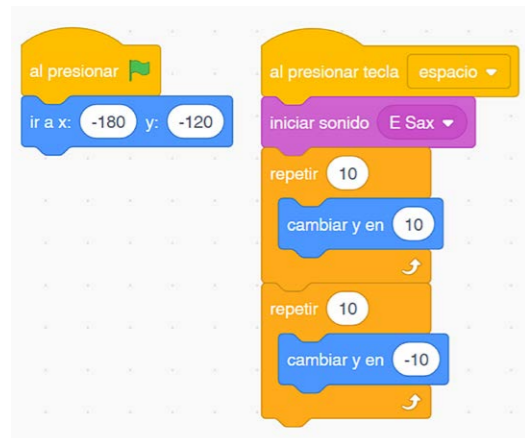 al presionar
ir a x: -180 y: -120
al presionar tecla espacio
iniciar sonido E Sax
repetir 10
cambiar y en 10
repetir 10
cambiar y en -10